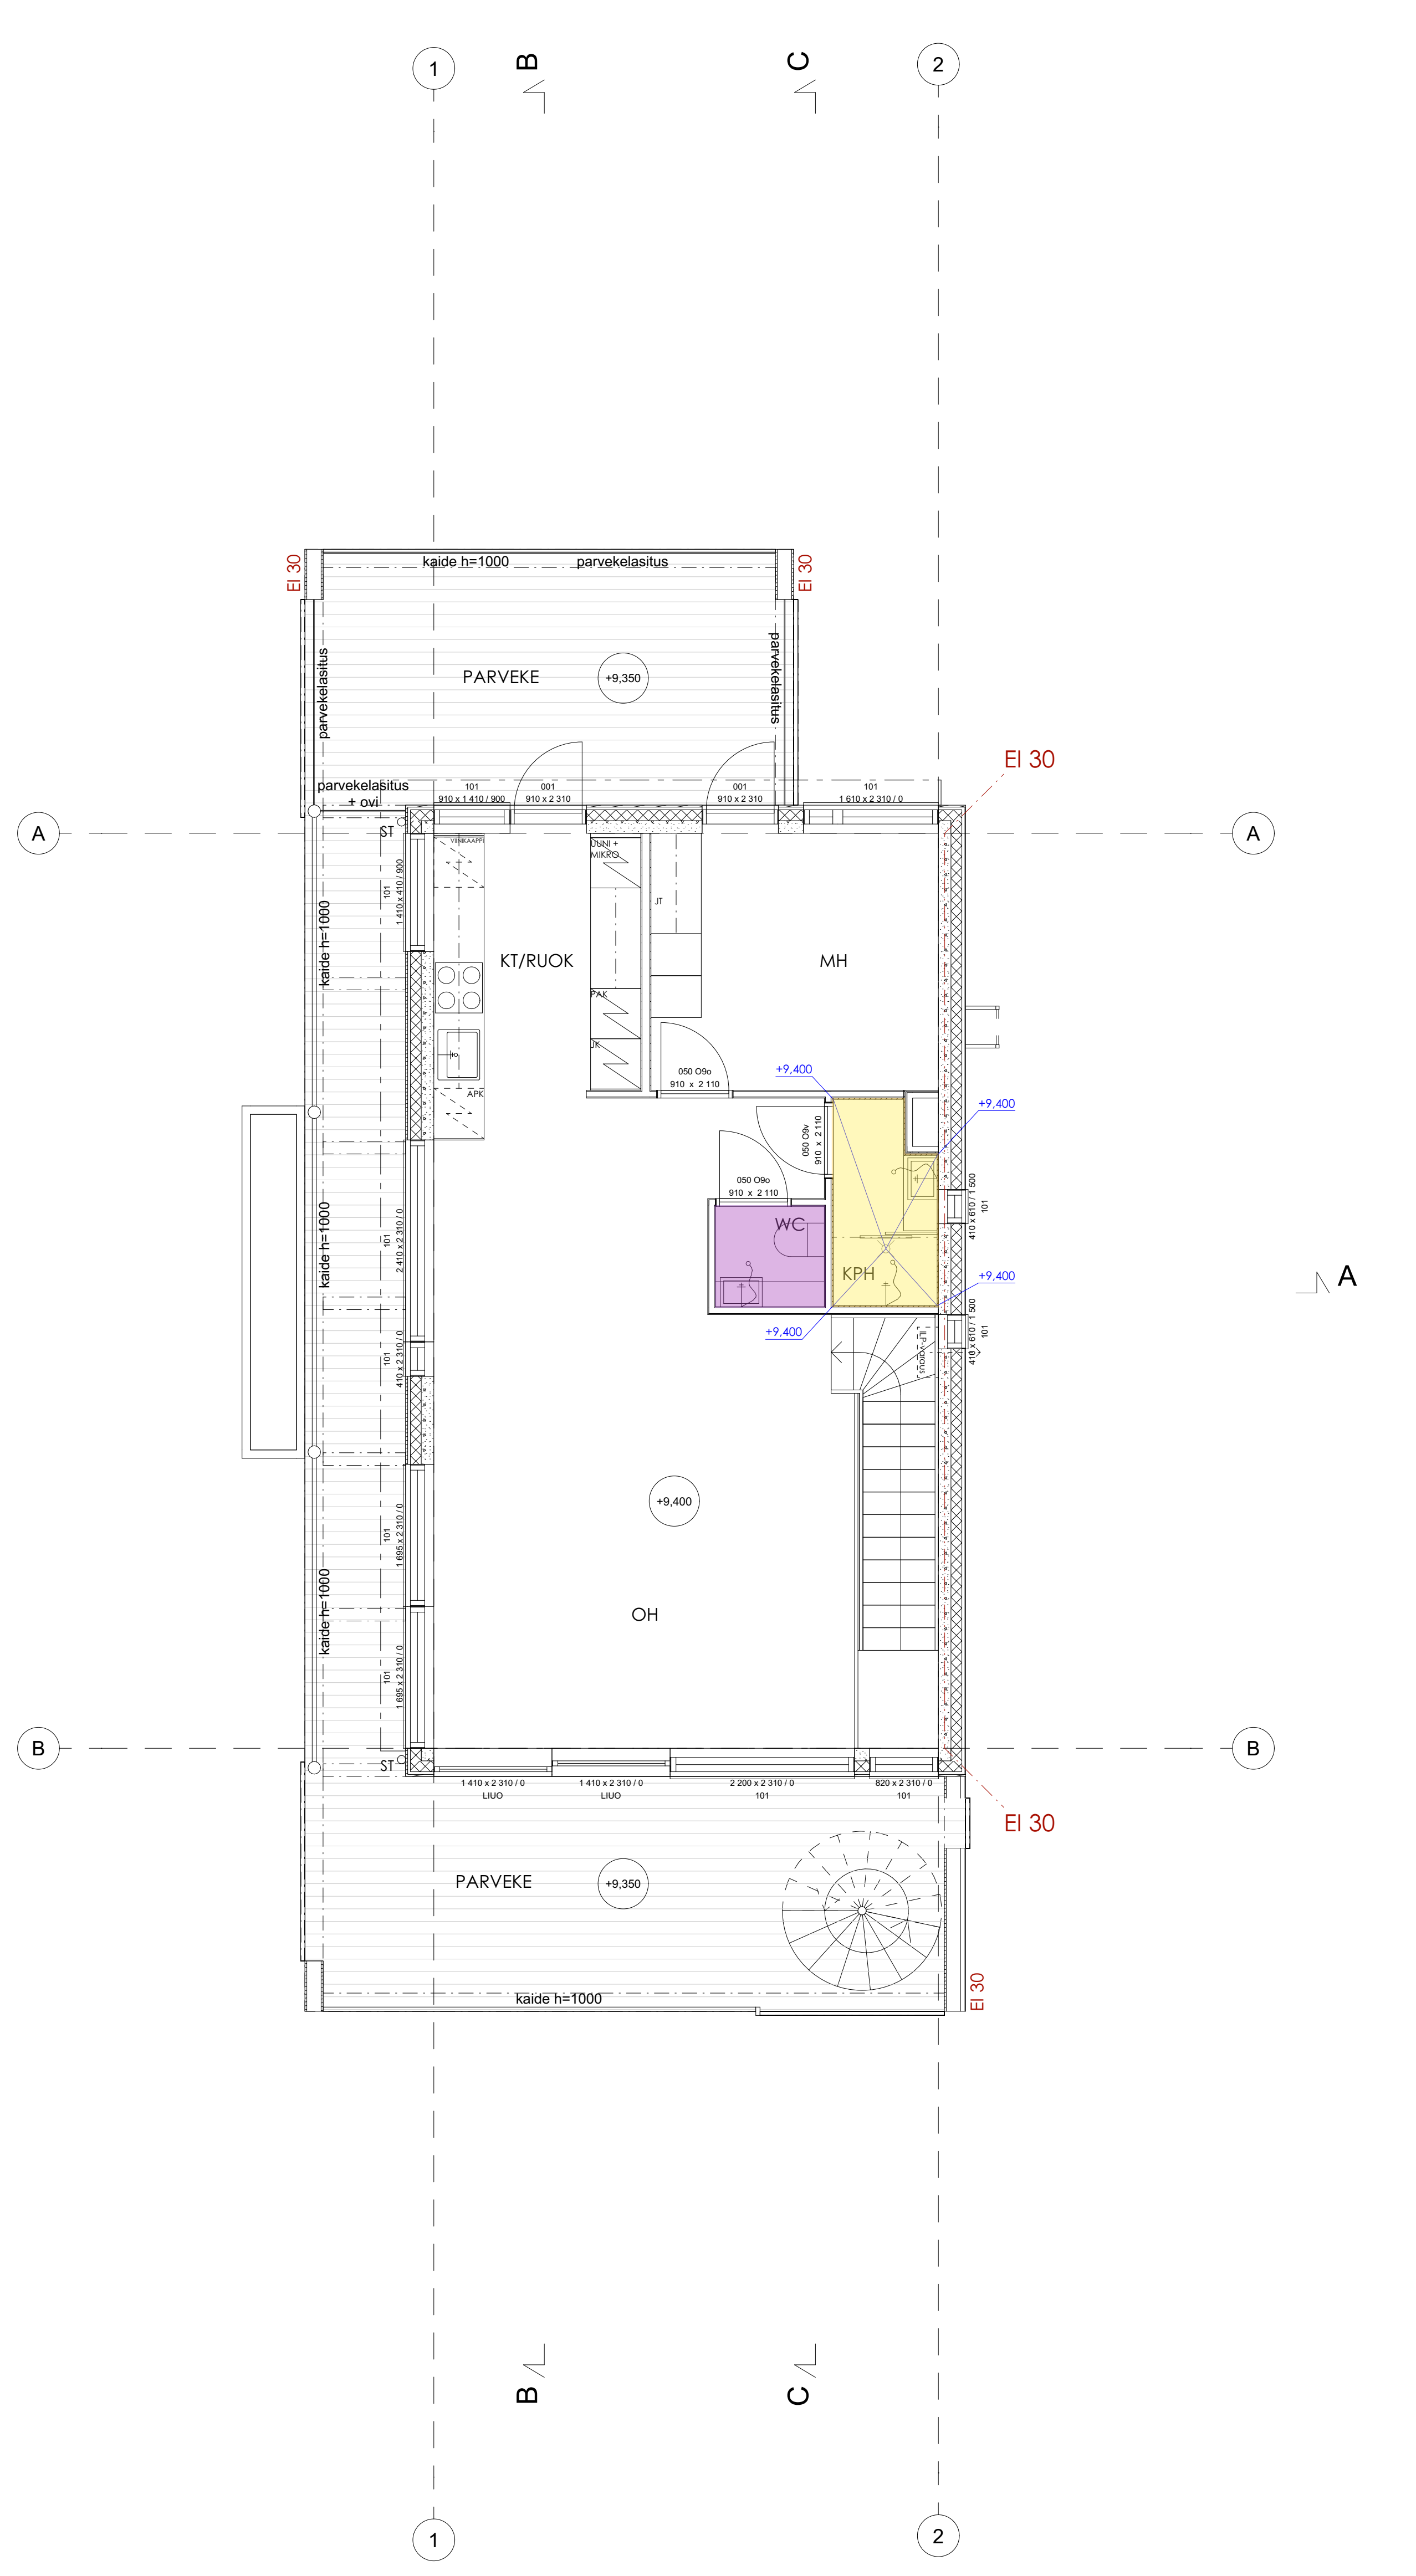 1
B
C
2
EI 30
kaide h=1000
parvekelasitus
EI 30
parvekelasitus
PARVEKE
+9,350
parvekelasitus
EI 30
parvekelasitus
+ ovi
101
910 x 1 410 / 900
001
910 x 2 310
001
910 x 2 310
101
1 610 x 2 310 / 0
A
ST
A
VIINIKAAPPI
UUNI +
MIKRO
JT
101
1 410 x 410 / 900
kaide h=1000
KT/RUOK
MH
PAK
JK
APK
050 O9o
910 x 2 110
+9,400
+9,400
050 O9v
910 x 2 110
050 O9o
910 x 2 110
410 x 610 / 1 500
101
WC
KPH
kaide h=1000
101
2 410 x 2 310 / 0
+9,400
A
+9,400
ILP-varaus
410 x 610 / 1 500
101
101
410 x 2 310 / 0
+9,400
101
1 695 x 2 310 / 0
kaide h=1000
OH
101
1 695 x 2 310 / 0
B
ST
B
1 410 x 2 310 / 0
LIUO
1 410 x 2 310 / 0
LIUO
2 200 x 2 310 / 0
101
820 x 2 310 / 0
101
EI 30
PARVEKE
+9,350
kaide h=1000
EI 30
B
C
1
2